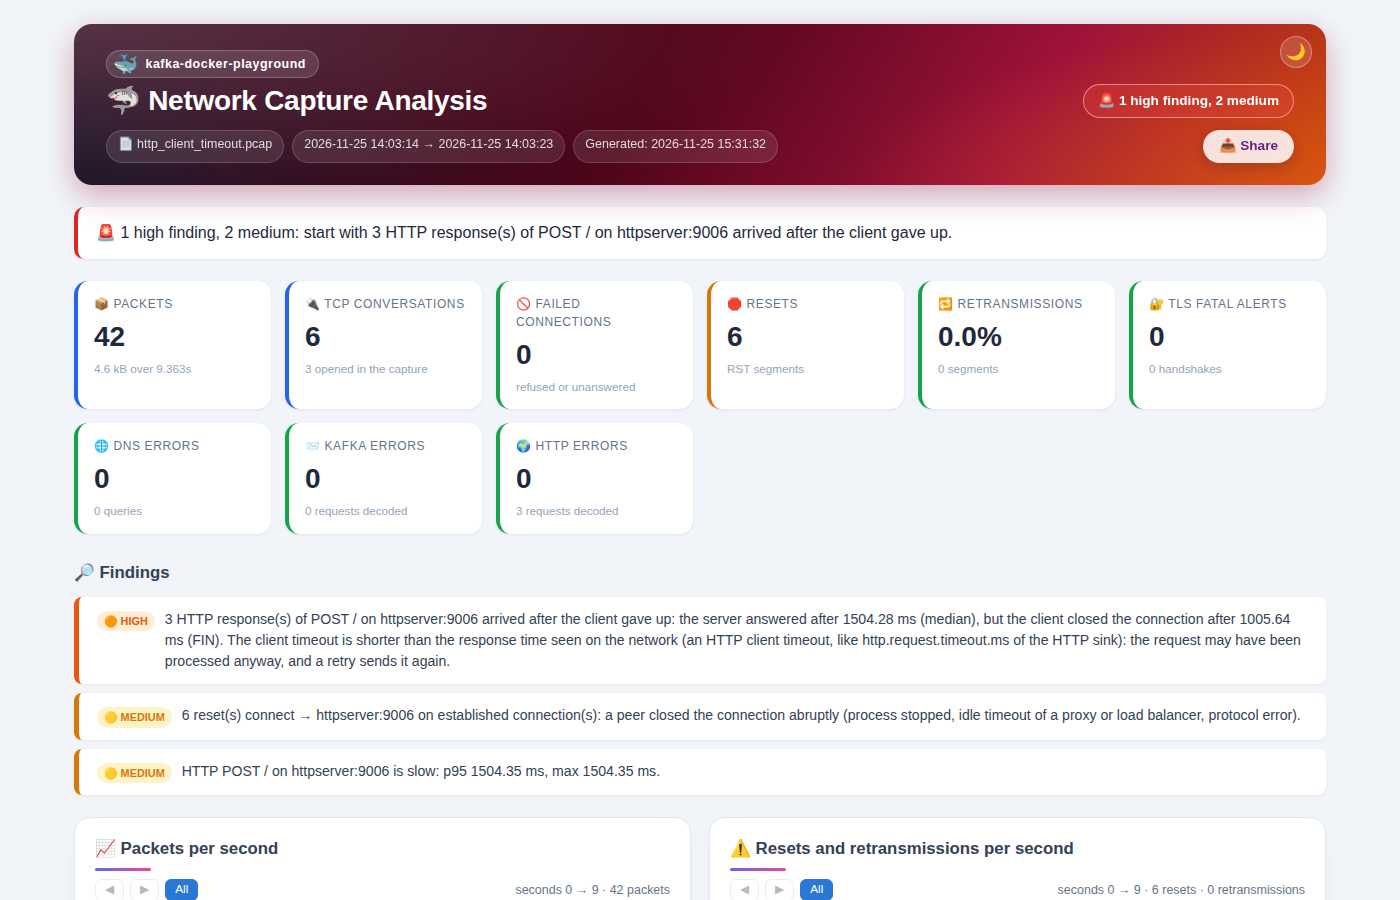 🐳 kafka-docker-playground
🌙
🦈 Network Capture Analysis
🚨 1 high finding, 2 medium
📄 http_client_timeout.pcap
2026-11-25 14:03:14 → 2026-11-25 14:03:23
Generated: 2026-11-25 15:31:32
📤 Share
🚨 1 high finding, 2 medium: start with 3 HTTP response(s) of POST / on httpserver:9006 arrived after the client gave up.
📦 PACKETS
42
4.6 kB over 9.363s
🔌 TCP CONVERSATIONS
6
3 opened in the capture
🚫 FAILED
CONNECTIONS
0
refused or unanswered
🛑 RESETS
6
RST segments
🔁 RETRANSMISSIONS
0.0%
0 segments
🔐 TLS FATAL ALERTS
0
0 handshakes
🌐 DNS ERRORS
0
0 queries
📨 KAFKA ERRORS
0
0 requests decoded
🌍 HTTP ERRORS
0
3 requests decoded
🔎 Findings
🟠 HIGH
3 HTTP response(s) of POST / on httpserver:9006 arrived after the client gave up: the server answered after 1504.28 ms (median), but the client closed the connection after 1005.64
ms (FIN). The client timeout is shorter than the response time seen on the network (an HTTP client timeout, like http.request.timeout.ms of the HTTP sink): the request may have been
processed anyway, and a retry sends it again.
🟡 MEDIUM
6 reset(s) connect → httpserver:9006 on established connection(s): a peer closed the connection abruptly (process stopped, idle timeout of a proxy or load balancer, protocol error).
🟡 MEDIUM
HTTP POST / on httpserver:9006 is slow: p95 1504.35 ms, max 1504.35 ms.
📈 Packets per second
◀ ▶ All
seconds 0 → 9 · 42 packets
⚠️ Resets and retransmissions per second
◀ ▶ All
seconds 0 → 9 · 6 resets · 0 retransmissions